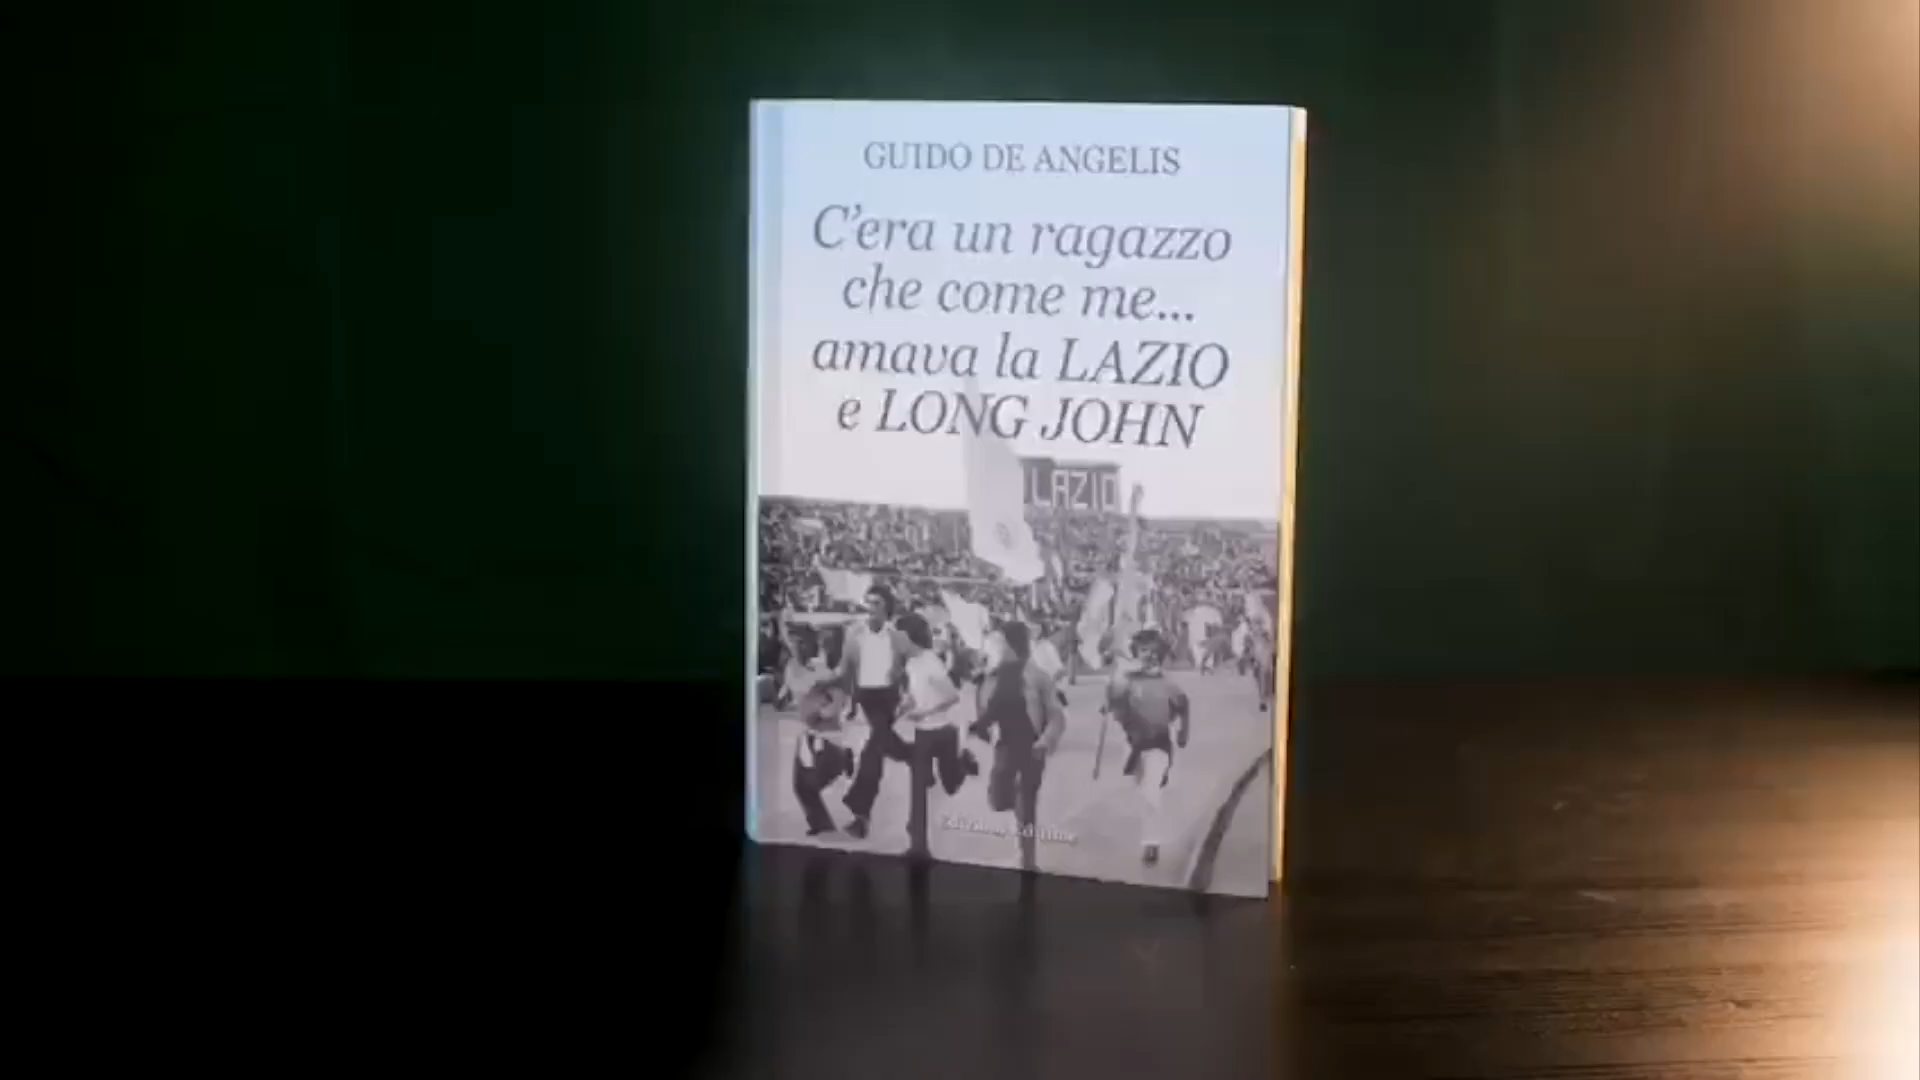 GUIDO DE ANGELIS
C'era un ragazzo
che come me...
amava la LAZIO
e LONG JOHN
LAZIO